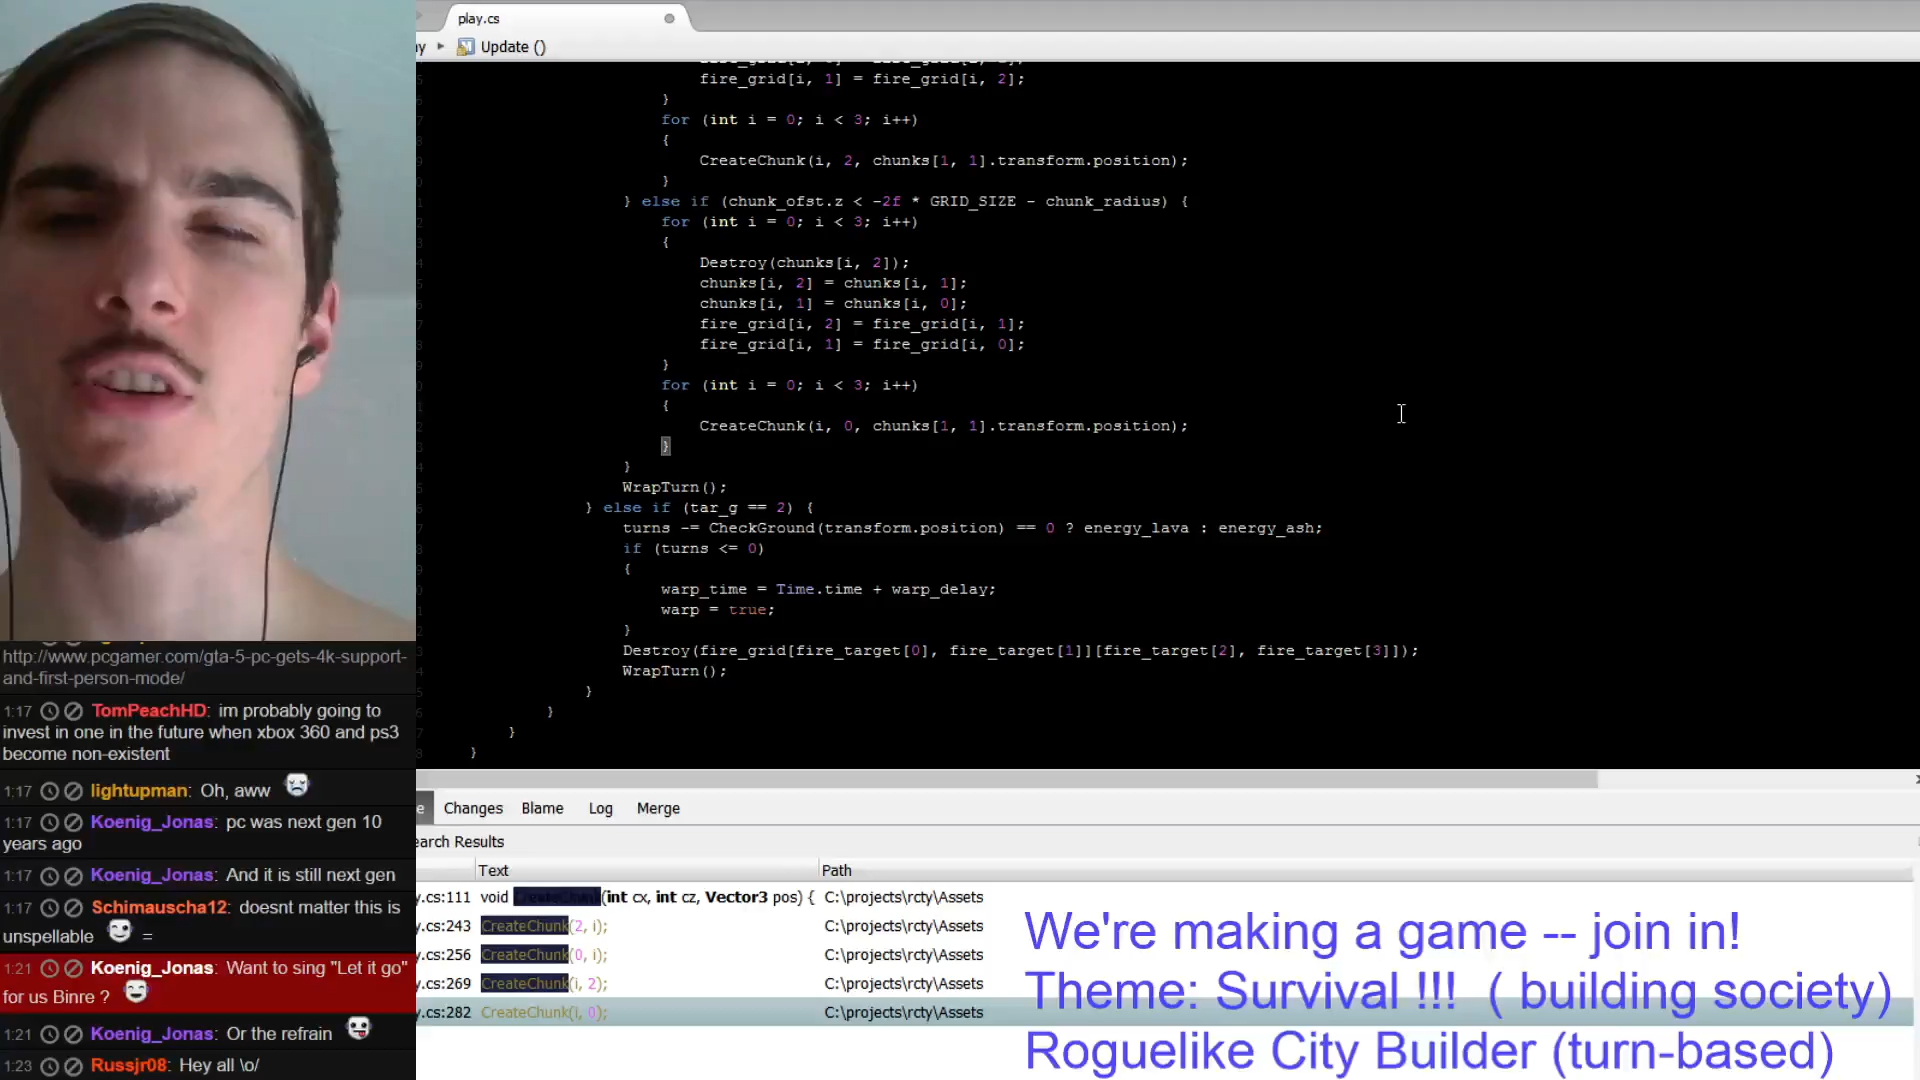 play.cs
Update ()
fire_grid[i, 1] = fire_grid[i, 2];
}
for (int i = 0; i < 3; i++)
{
CreateChunk(i, 2, chunks[1, 1].transform.position);
}
} else if (chunk_ofst.z < -2f * GRID_SIZE - chunk_radius) {
for (int i = 0; i < 3; i++)
{
Destroy(chunks[i, 2]);
chunks[i, 2] = chunks[i, 1];
chunks[i, 1] = chunks[i, 0];
fire_grid[i, 2] = fire_grid[i, 1];
fire_grid[i, 1] = fire_grid[i, 0];
}
for (int i = 0; i < 3; i++)
{
CreateChunk(i, 0, chunks[1, 1].transform.position);
}
}
WrapTurn();
} else if (tar_g == 2) {
turns -= CheckGround(transform.position) == 0 ? energy_lava : energy_ash;
if (turns <= 0)
{
warp_time = Time.time + warp_delay;
warp = true;
}
Destroy(fire_grid[fire_target[0], fire_target[1]][fire_target[2], fire_target[3]]);
WrapTurn();
}
}
}
}
Changes Blame Log Merge
earch Results
Text Path
y.cs:111 void (int cx, int cz, Vector3 pos) { C:\projects\rcty\Assets
y.cs:243 CreateChunk(2, i); C:\projects\rcty\Assets
y.cs:256 CreateChunk(0, i); C:\projects\rcty\Assets
y.cs:269 CreateChunk(i, 2); C:\projects\rcty\Assets
y.cs:282 CreateChunk(i, 0); C:\projects\rcty\Assets
http://www.pcgamer.com/gta-5-pc-gets-4k-support-
and-first-person-mode/
1:17 TomPeachHD: im probably going to
invest in one in the future when xbox 360 and ps3
become non-existent
1:17 lightupman: Oh, aww
1:17 Koenig_Jonas: pc was next gen 10
years ago
1:17 Koenig_Jonas: And it is still next gen
1:17 Schimauscha12: doesnt matter this is
unspellable =
1:21 Koenig_Jonas: Want to sing "Let it go"
for us Binre ?
1:21 Koenig_Jonas: Or the refrain
1:23 Russjr08: Hey all \o/
We're making a game -- join in!
Theme: Survival !!! ( building society)
Roguelike City Builder (turn-based)